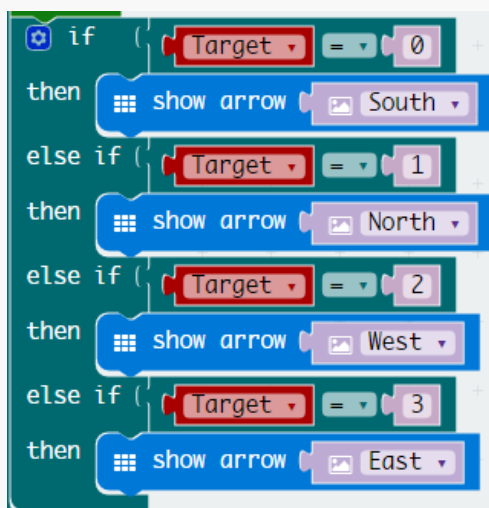 if ( Target = 0
then show arrow South
else if ( Target = 1
then show arrow North
else if ( Target = 2
then show arrow West
else if ( Target = 3
then show arrow East